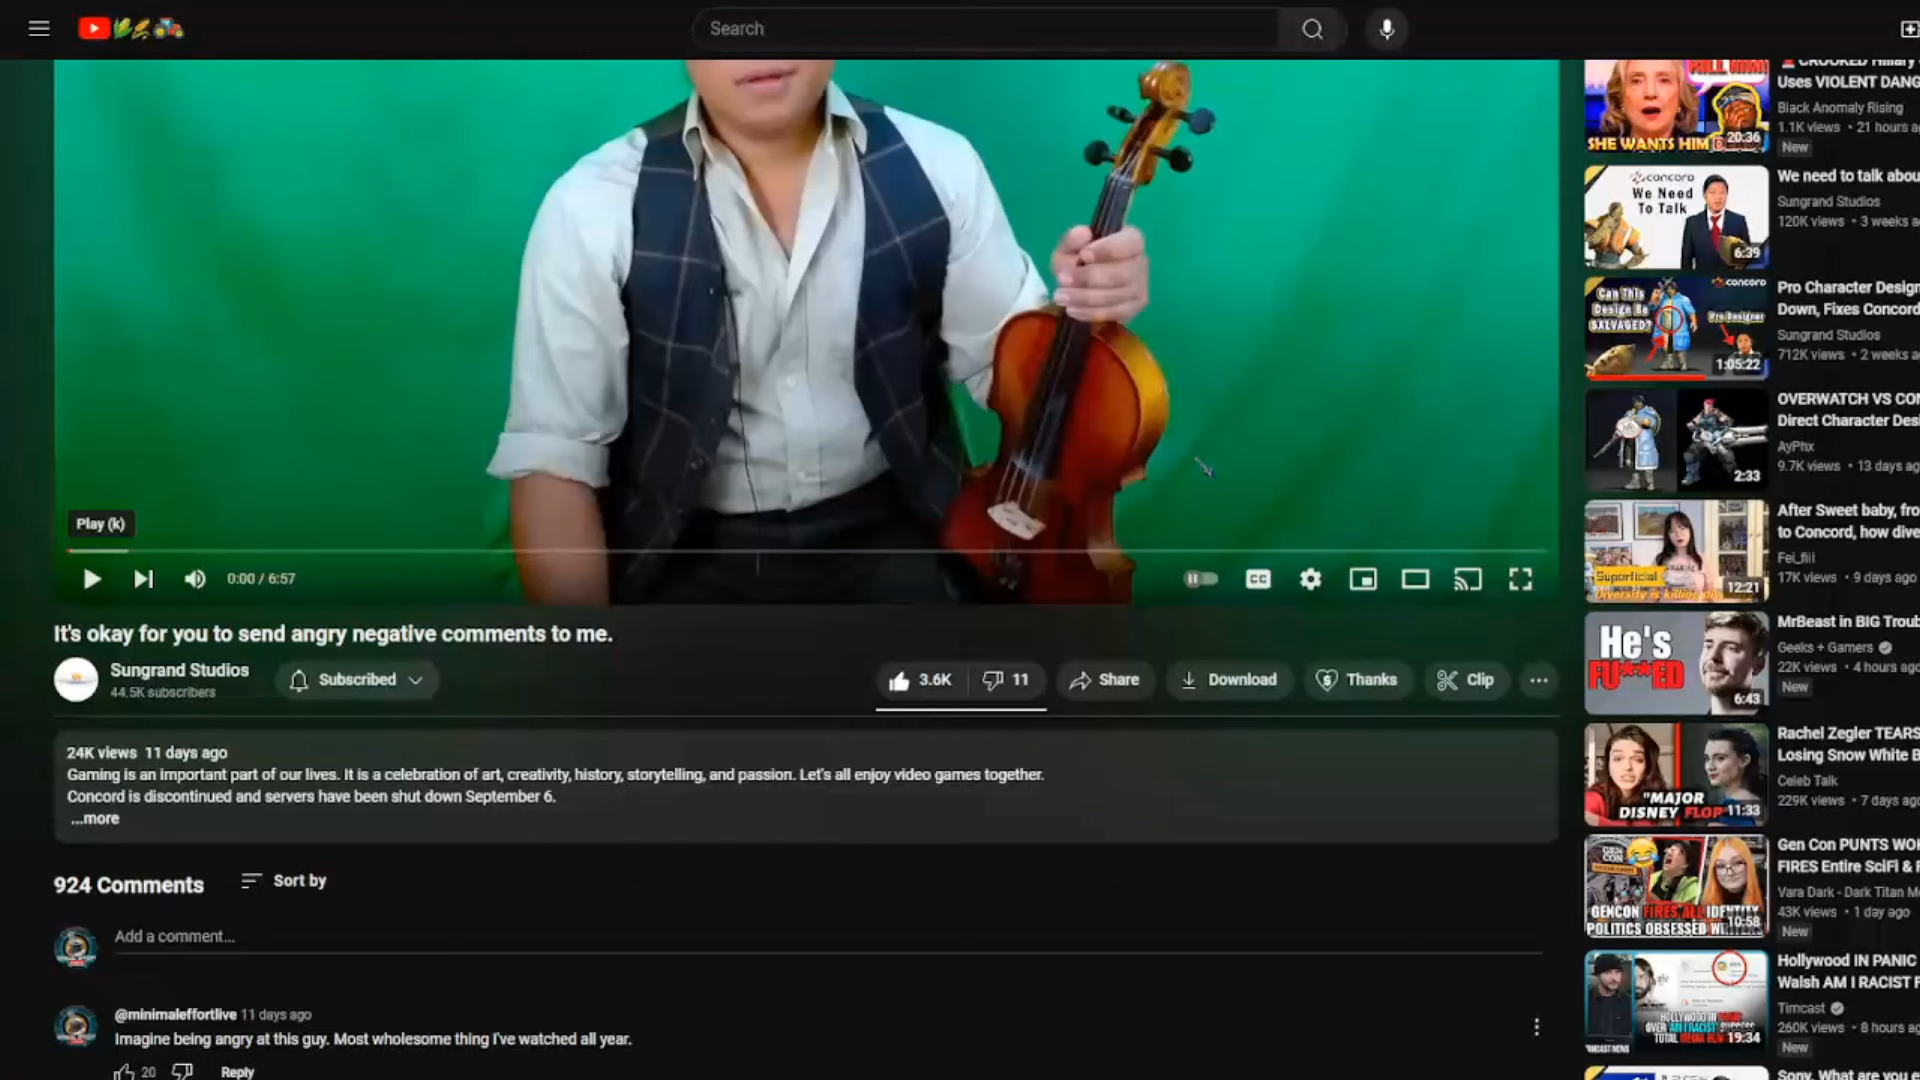 Search
Play (k)
0:00 / 6:57
CC
It's okay for you to send angry negative comments to me.
Sungrand Studios
44.5K subscribers
Subscribed
3.6K
11
Share
Download
Thanks
Clip
24K views 11 days ago
Gaming is an important part of our lives. It is a celebration of art, creativity, history, storytelling, and passion. Let's all enjoy video games together.
Concord is discontinued and servers have been shut down September 6.
...more
924 Comments
Sort by
Add a comment...
@minimaleffortlive 11 days ago
Imagine being angry at this guy. Most wholesome thing I've watched all year.
20
Reply
SHE WANTS HIM
20:36
Uses VIOLENT DANG
Black Anomaly Rising
1.1K views • 21 hours a
New
concord
We Need
To Talk
6:39
We need to talk abou
Sungrand Studios
120K views • 3 weeks a
concord
Can This
Design Be
SALVAGED?
Pro Designer
1:05:22
Pro Character Design
Down, Fixes Concord
Sungrand Studios
712K views • 2 weeks a
2:33
OVERWATCH VS CO
Direct Character Des
AyPhx
9.7K views • 13 days ag
Superficial
Diversity is killing
12:21
After Sweet baby, fro
to Concord, how dive
Fei_fiii
17K views • 9 days ago
He's
FU**ED
6:43
MrBeast in BIG Troub
Geeks + Gamers
22K views • 4 hours ag
New
"MAJOR
DISNEY FLOP
11:33
Rachel Zegler TEARS
Losing Snow White B
Celeb Talk
229K views • 7 days ag
GEN CON
GENCON FIRES ALL IDENTITY
POLITICS OBSESSED
10:58
Gen Con PUNTS WO
FIRES Entire SciFi &
Vara Dark - Dark Titan M
43K views • 1 day ago
New
HOLLYWOOD IN
OVER 'AM I RACIST'
TOTAL
19:34
Hollywood IN PANIC
Walsh AM I RACIST F
Timcast
260K views • 8 hours ag
New
Sony, What are you